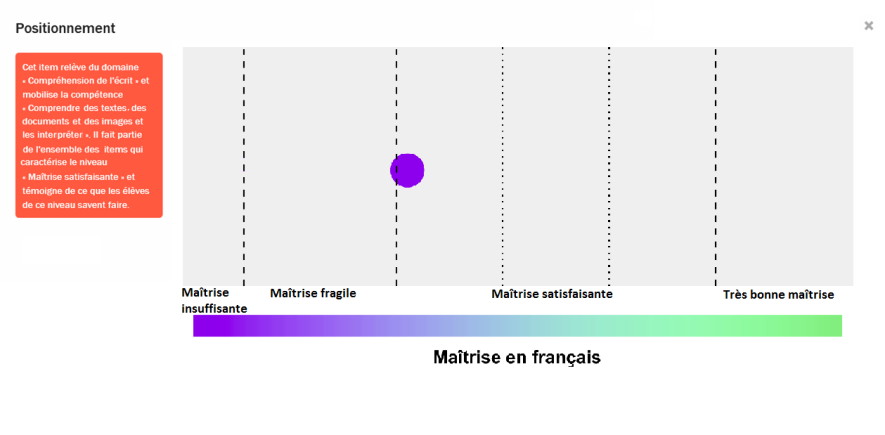 Positionnement
×
Cet item relève du domaine
« Compréhension de l'écrit » et
mobilise la compétence
« Comprendre des textes, des
documents et des images et
les interpréter ». Il fait partie
de l'ensemble des items qui
caractérise le niveau
« Maîtrise satisfaisante » et
témoigne de ce que les élèves
de ce niveau savent faire.
Maîtrise
insuffisante
Maîtrise fragile
Maîtrise satisfaisante
Très bonne maîtrise
Maîtrise en français